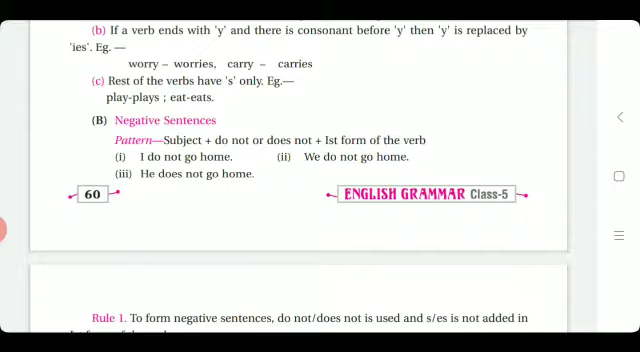 (b) If a verb ends with 'y' and there is consonant before 'y' then 'y' is replaced by
'ies'. Eg. —
worry – worries, carry – carries
(c) Rest of the verbs have 's' only. Eg.—
play-plays ; eat-eats.
(B) Negative Sentences
Pattern—Subject + do not or does not + Ist form of the verb
(i) I do not go home. (ii) We do not go home.
(iii) He does not go home.
60 ENGLISH GRAMMAR Class-5
Rule 1. To form negative sentences, do not/does not is used and s/es is not added in